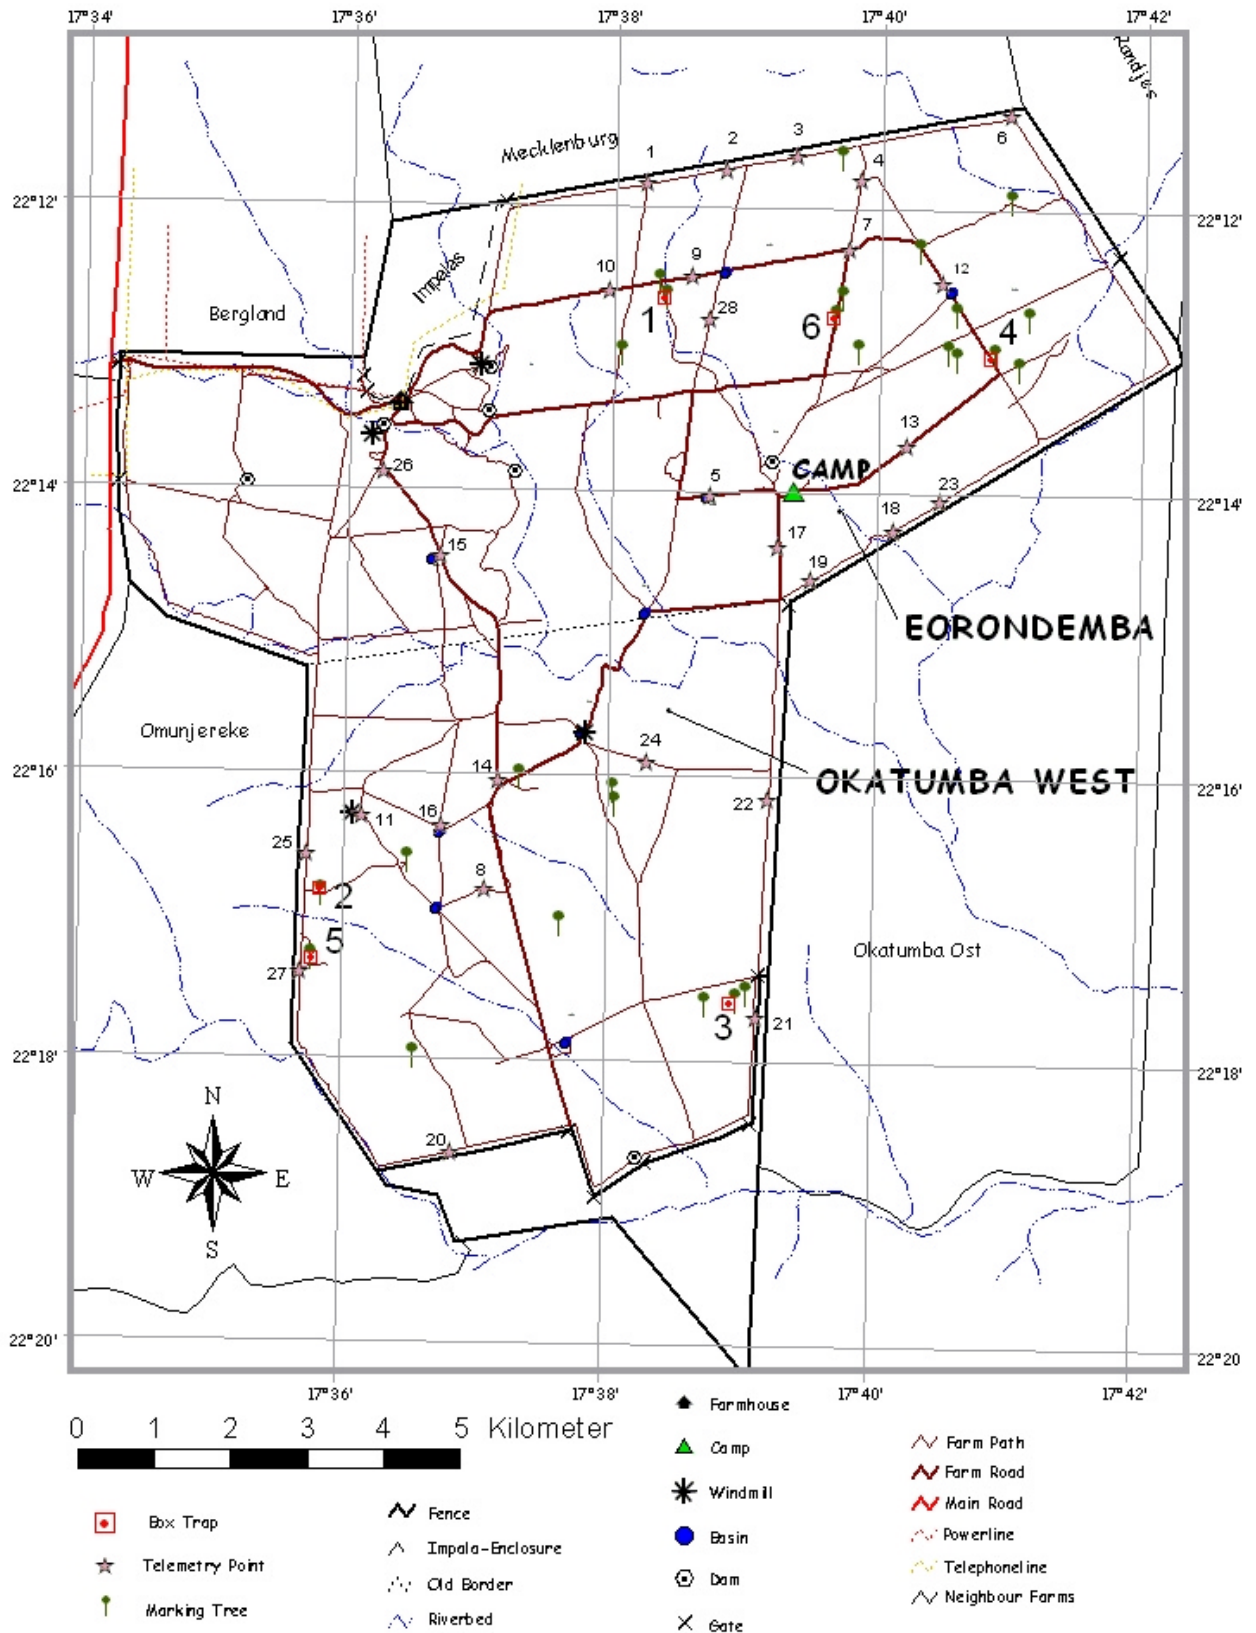 17°34' 17°36' 17°38' 17°40' 17°42'
Randjes
Mecklenburg
1 2 3 4 6
22°12' 22°12'
Impalas
7
10 9 12
Bergland
28
1 6 4
13
26 5 CAMP
23
22°14' 22°14'
18
15 17
19
EORONDEMBA
Omunjereke
24
14
22°16' OKATUMBA WEST 22°16'
22
11 16
25
8
2
5
Okatumba Ost
27
3 21
22°18' 22°18'
N
20
W E
S
22°20' 22°20
17°36' 17°38' 17°40' 17°42'
0 1 2 3 4 5 Kilometer
Box Trap
Telemetry Point
Marking Tree
Fence
Impala-Enclosure
Old Border
Riverbed
Farmhouse
Camp
Windmill
Basin
Dam
Gate
Farm Path
Farm Road
Main Road
Powerline
Telephoneline
Neighbour Farms